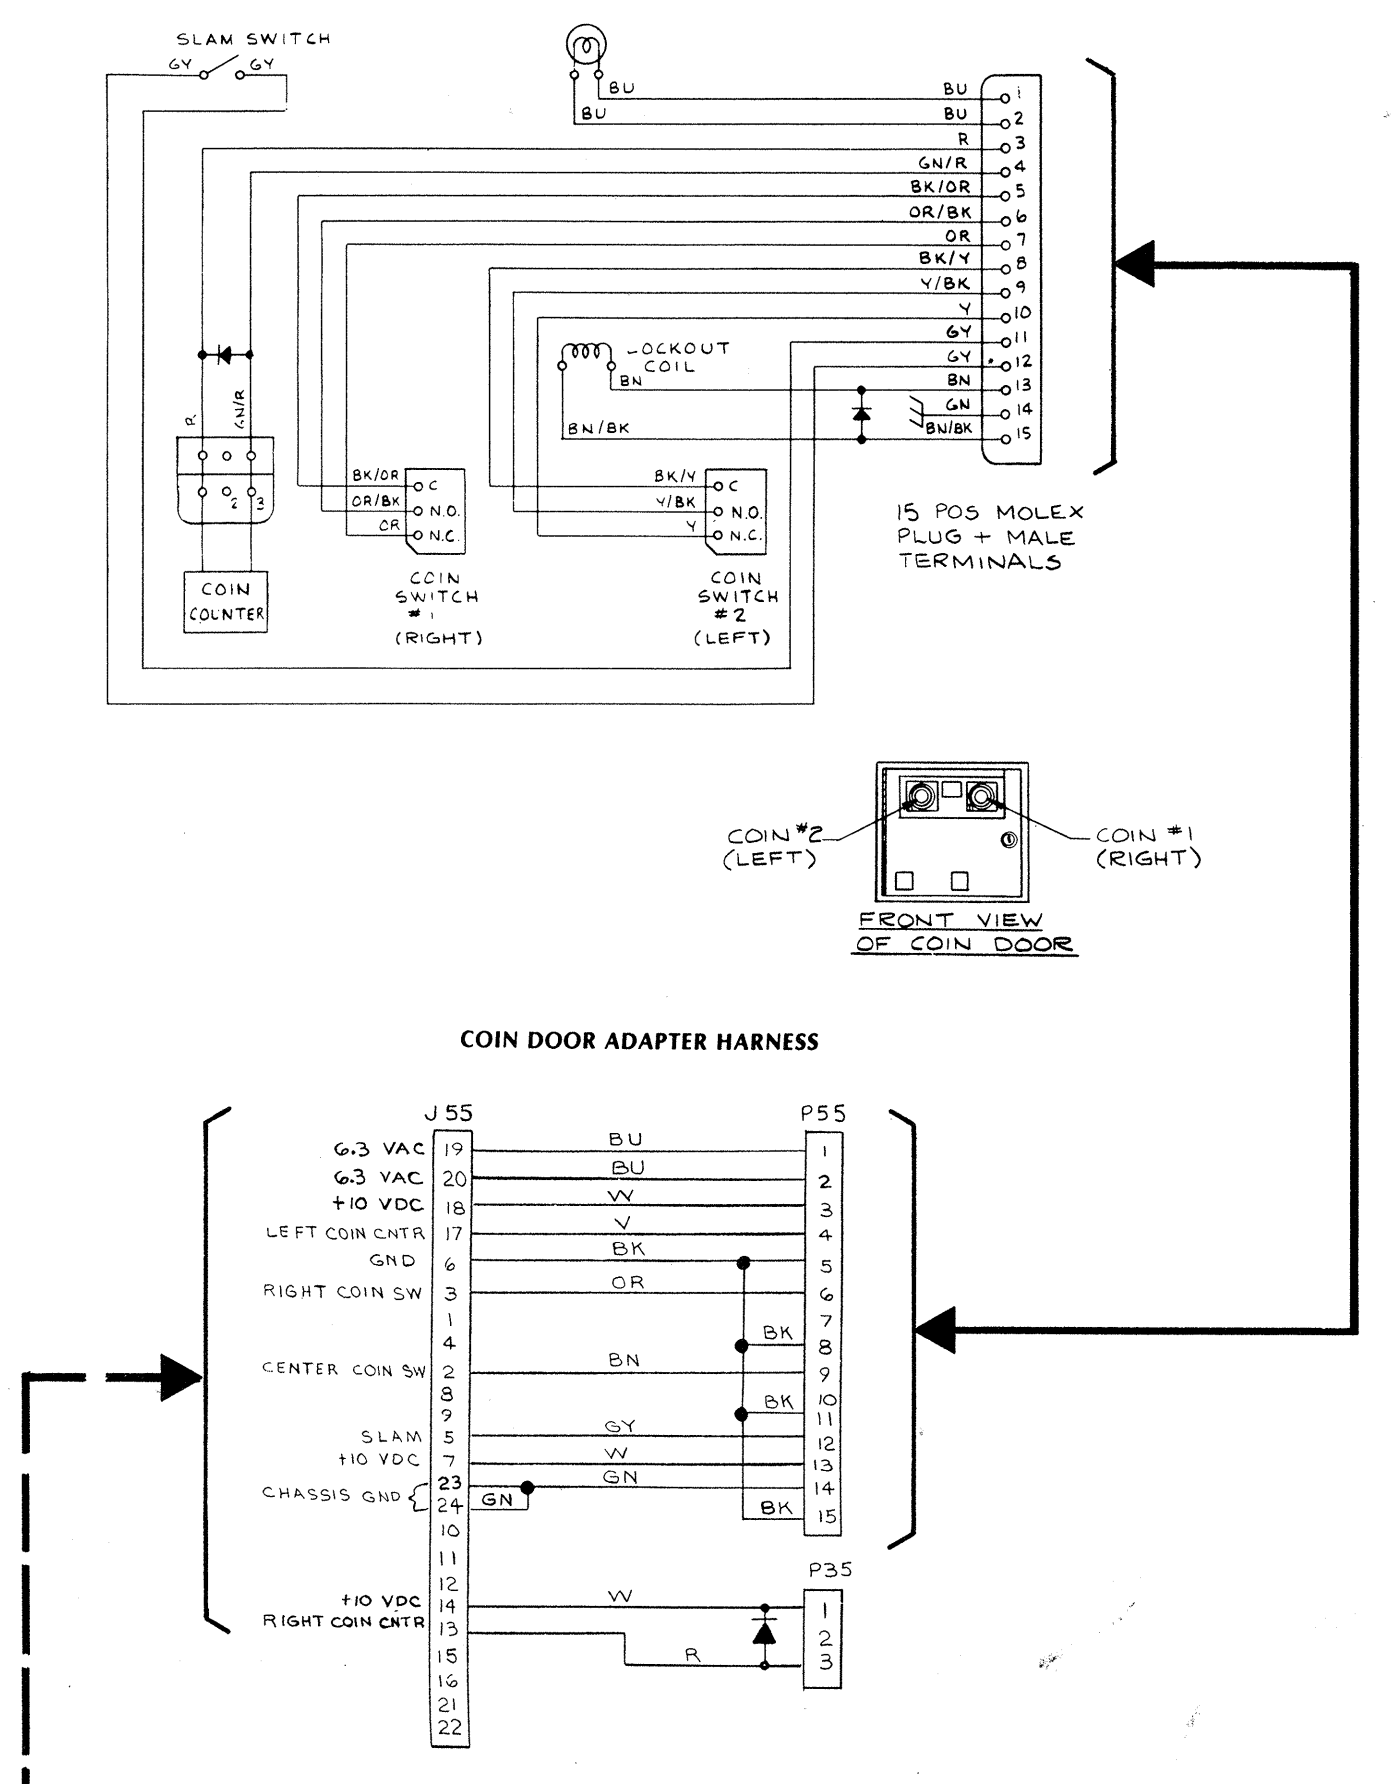 SLAM SWITCH
GY GY
BU BU 1
BU BU 2
R 3
GN/R 4
BK/OR 5
OR/BK 6
OR 7
BK/Y 8
Y/BK 9
Y 10
GY 11
LOCKOUT
COIL
GY 12
BN BN 13
GN 14
BN/BK BN/BK 15
R GN/R
2 3
COIN
COUNTER
BK/OR C
OR/BK N.O.
OR N.C.
COIN
SWITCH
# 1
(RIGHT)
BK/Y C
Y/BK N.O.
Y N.C.
COIN
SWITCH
#2
(LEFT)
15 POS MOLEX
PLUG + MALE
TERMINALS
COIN #2
(LEFT)
COIN #1
(RIGHT)
FRONT VIEW
OF COIN DOOR
COIN DOOR ADAPTER HARNESS
J55 P55
6.3 VAC 19 BU 1
6.3 VAC 20 BU 2
+10 VDC 18 W 3
LEFT COIN CNTR 17 V 4
GND 6 BK 5
RIGHT COIN SW 3 OR 6
1 7
4 BK 8
CENTER COIN SW 2 BN 9
8 10
9 BK 11
SLAM 5 GY 12
+10 VDC 7 W 13
CHASSIS GND { 23 GN 14
24 GN
BK 15
10
11
12
P35
+10 VDC 14 W 1
RIGHT COIN CNTR 13 2
15 R 3
16
21
22